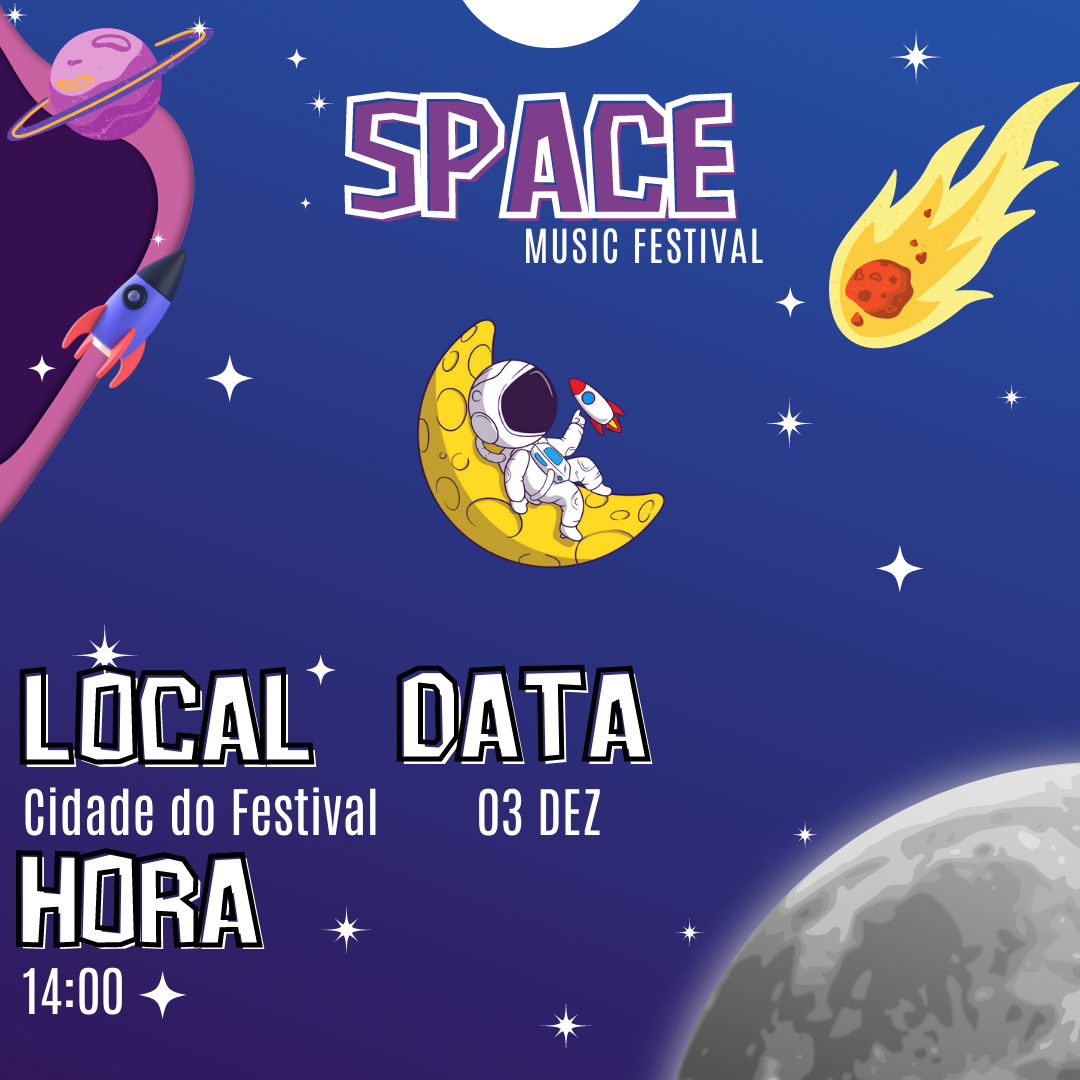 SPACE
MUSIC FESTIVAL
LOCAL
Cidade do Festival
DATA
03 DEZ
HORA
14:00